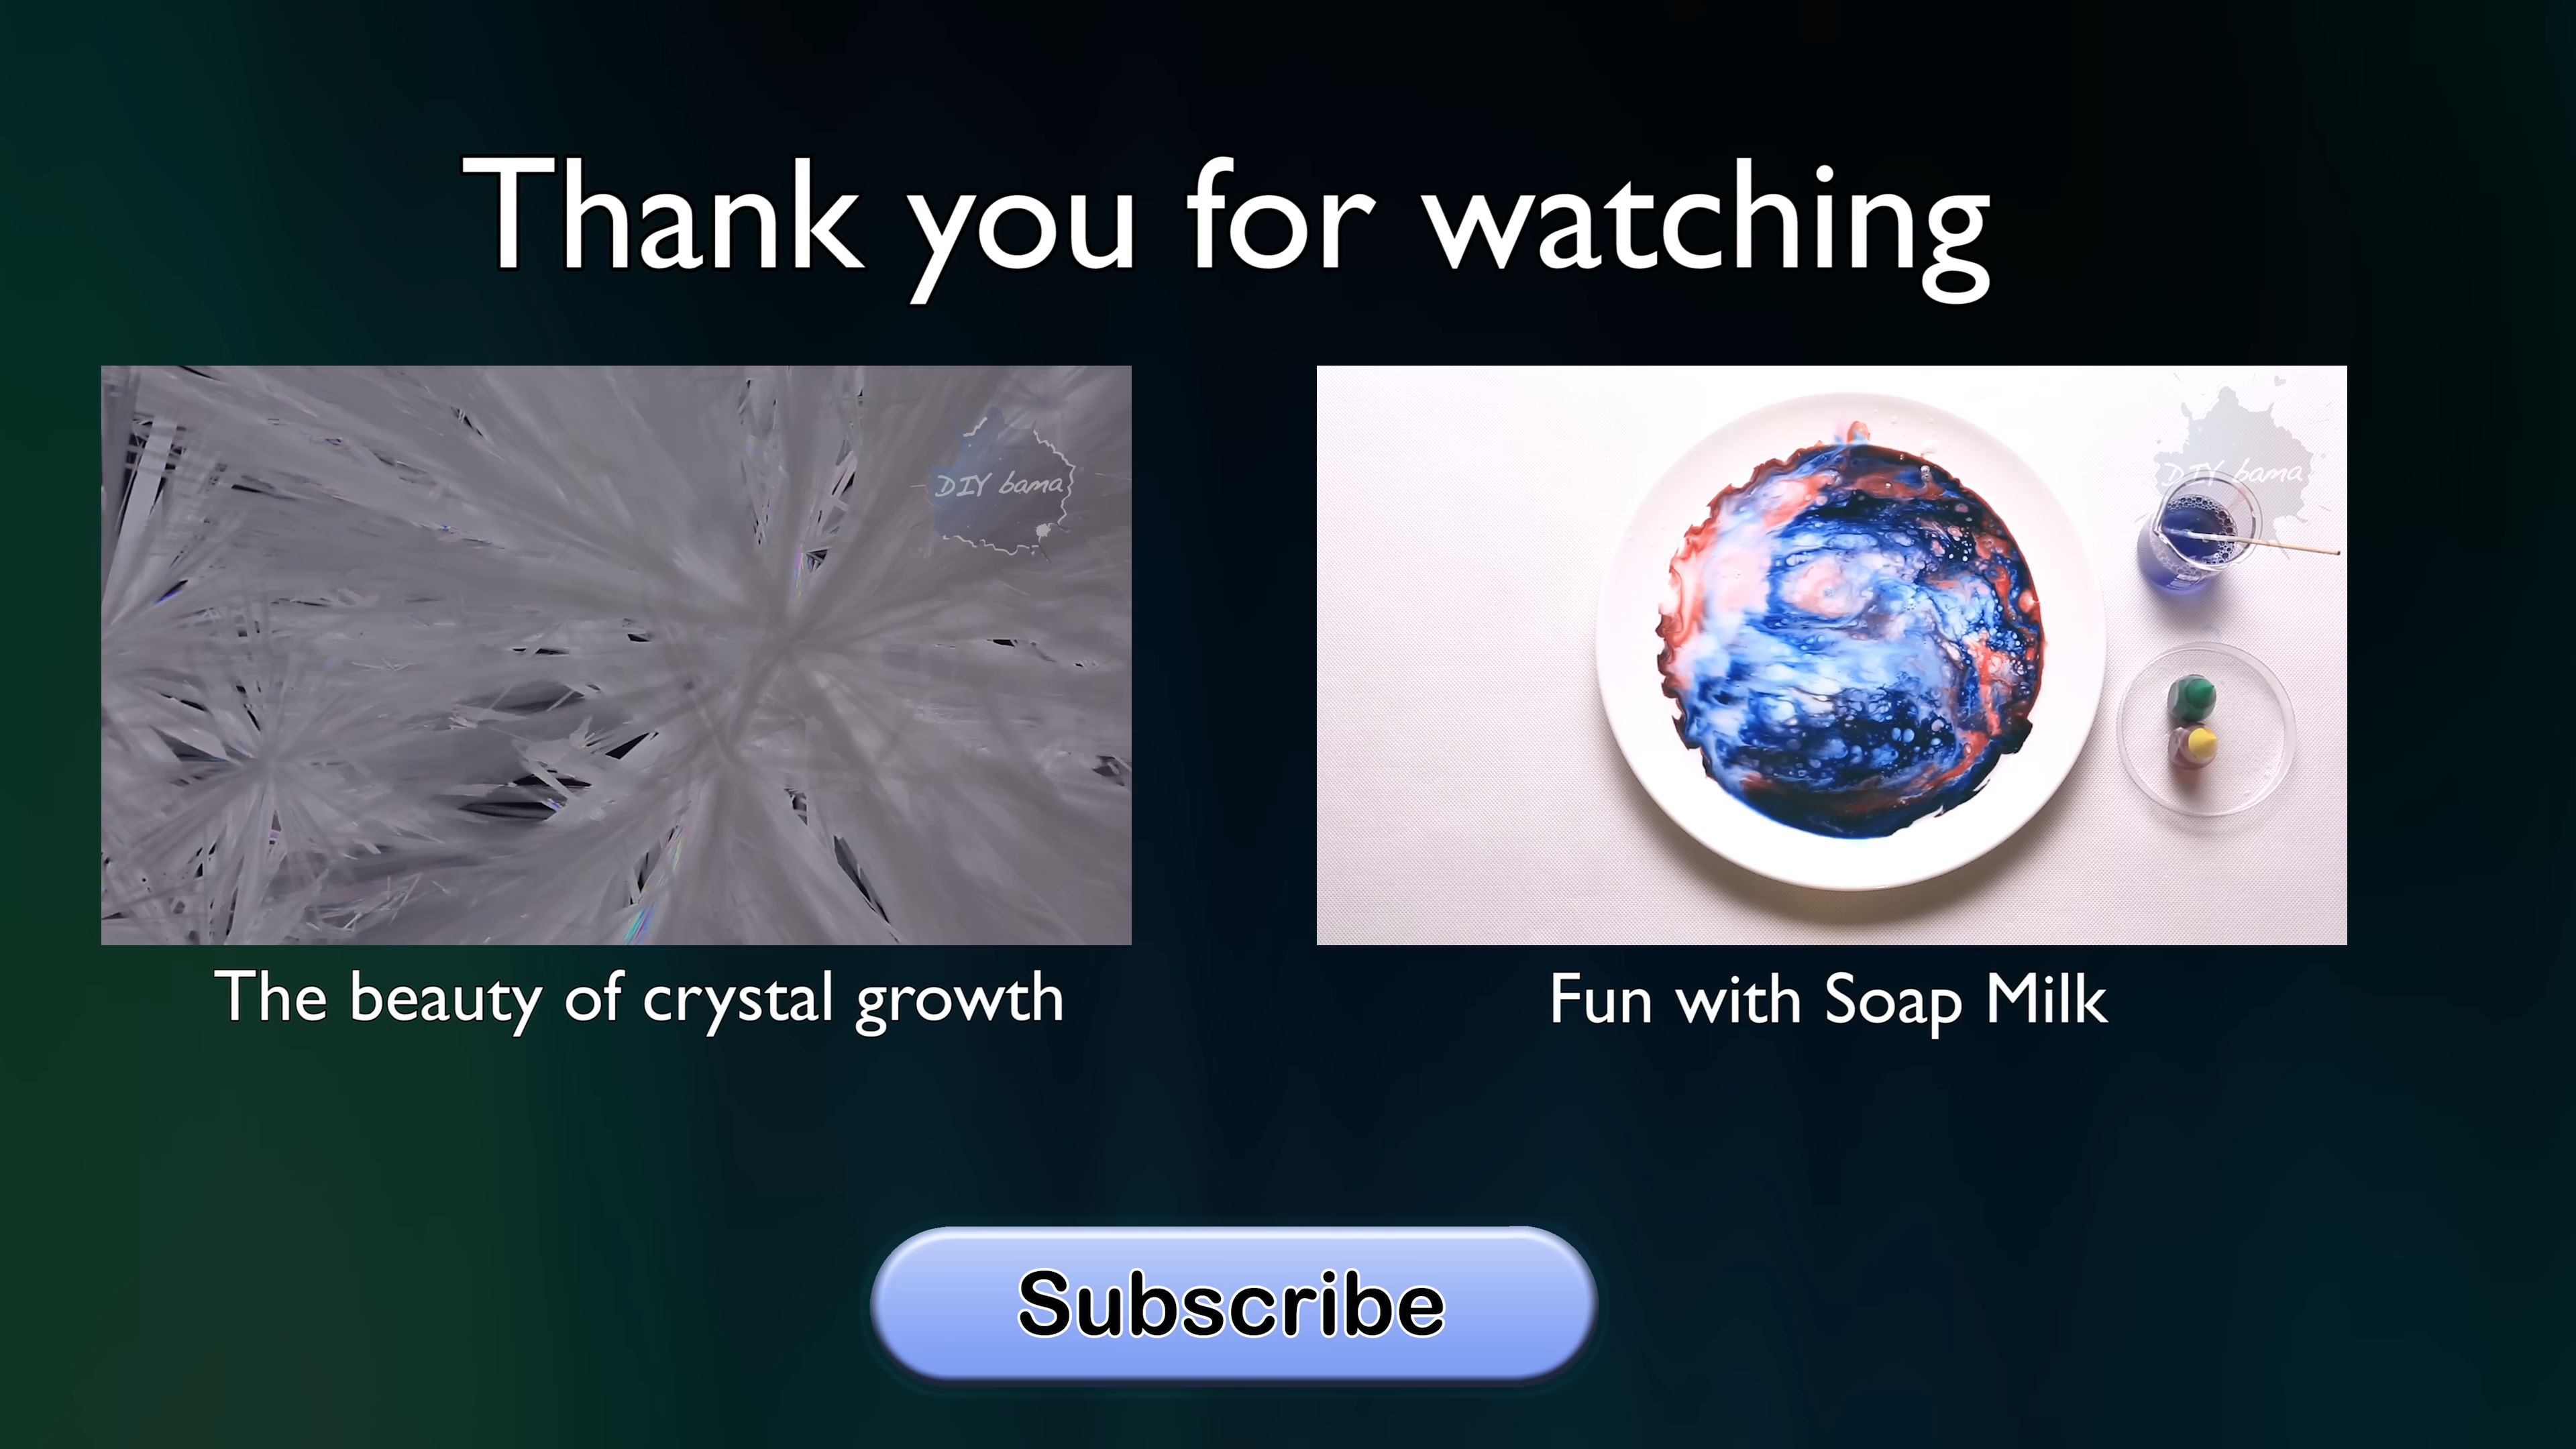 Thank you for watching
DIY bama
DIY bama
The beauty of crystal growth
Fun with Soap Milk
Subscribe